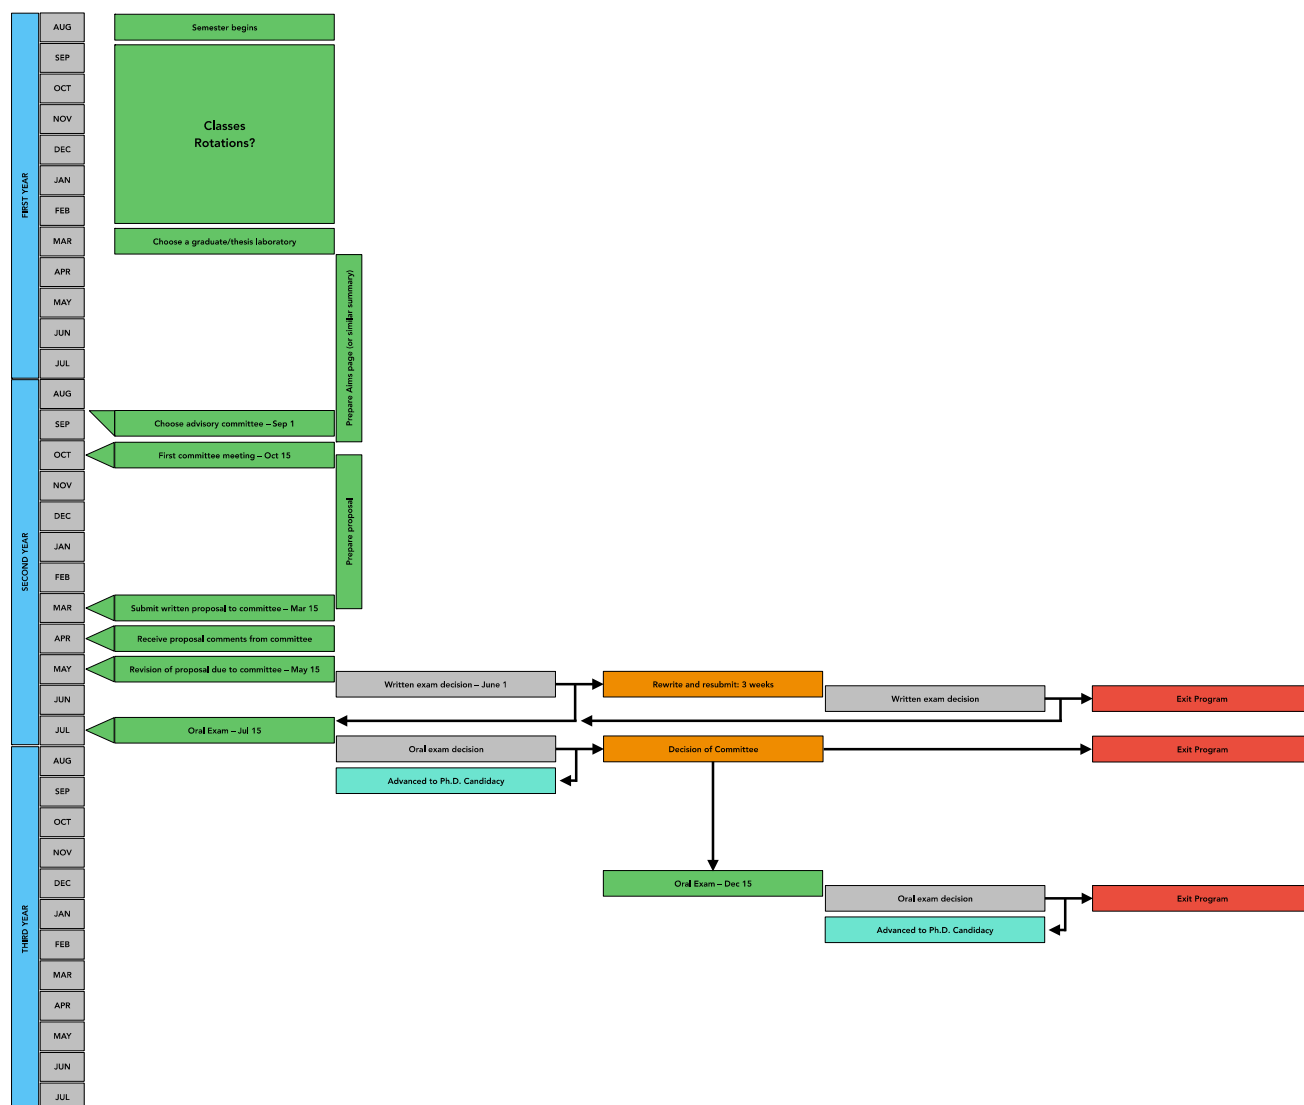 FIRST YEAR
AUG
Semester begins
SEP
OCT
NOV
DEC
JAN
FEB
Classes
Rotations?
MAR
Choose a graduate/thesis laboratory
APR
MAY
JUN
JUL
Prepare Aims page (or similar summary)
SECOND YEAR
AUG
SEP
Choose advisory committee – Sep 1
OCT
First committee meeting – Oct 15
NOV
DEC
JAN
FEB
Prepare proposal
MAR
Submit written proposal to committee – Mar 15
APR
Receive proposal comments from committee
MAY
Revision of proposal due to committee – May 15
Written exam decision – June 1
Rewrite and resubmit: 3 weeks
JUN
Written exam decision
Exit Program
JUL
Oral Exam – Jul 15
THIRD YEAR
Oral exam decision
Decision of Committee
Exit Program
AUG
Advanced to Ph.D. Candidacy
SEP
OCT
NOV
DEC
Oral Exam – Dec 15
Oral exam decision
Exit Program
JAN
Advanced to Ph.D. Candidacy
FEB
MAR
APR
MAY
JUN
JUL